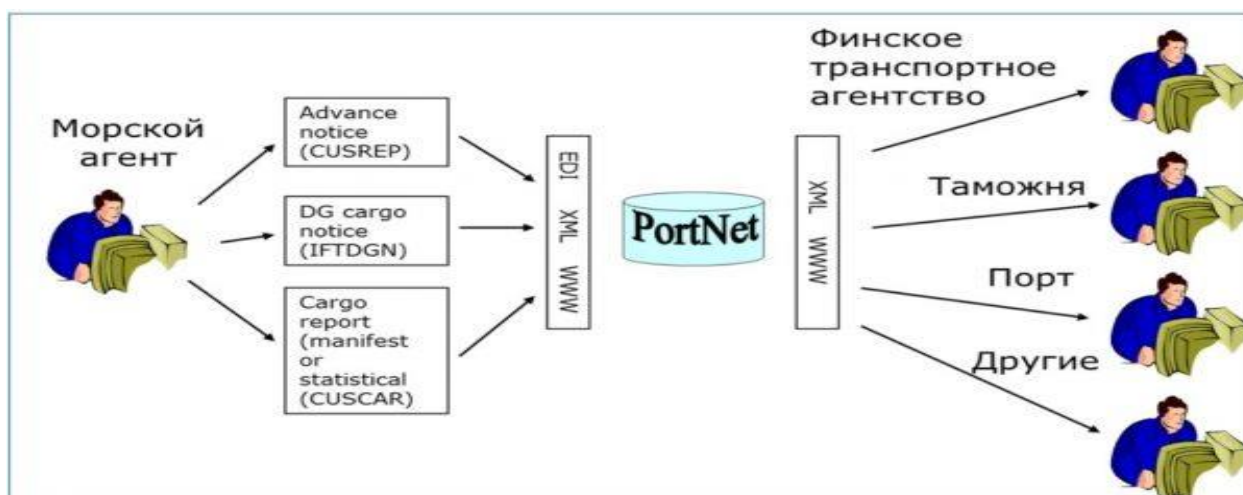 Морской
агент
Advance
notice
(CUSREP)
DG cargo
notice
(IFTDGN)
Cargo
report
(manifest
or
statistical
(CUSCAR)
EDI XML WWW
PortNet
XML WWW
Финское
транспортное
агентство
Таможня
Порт
Другие